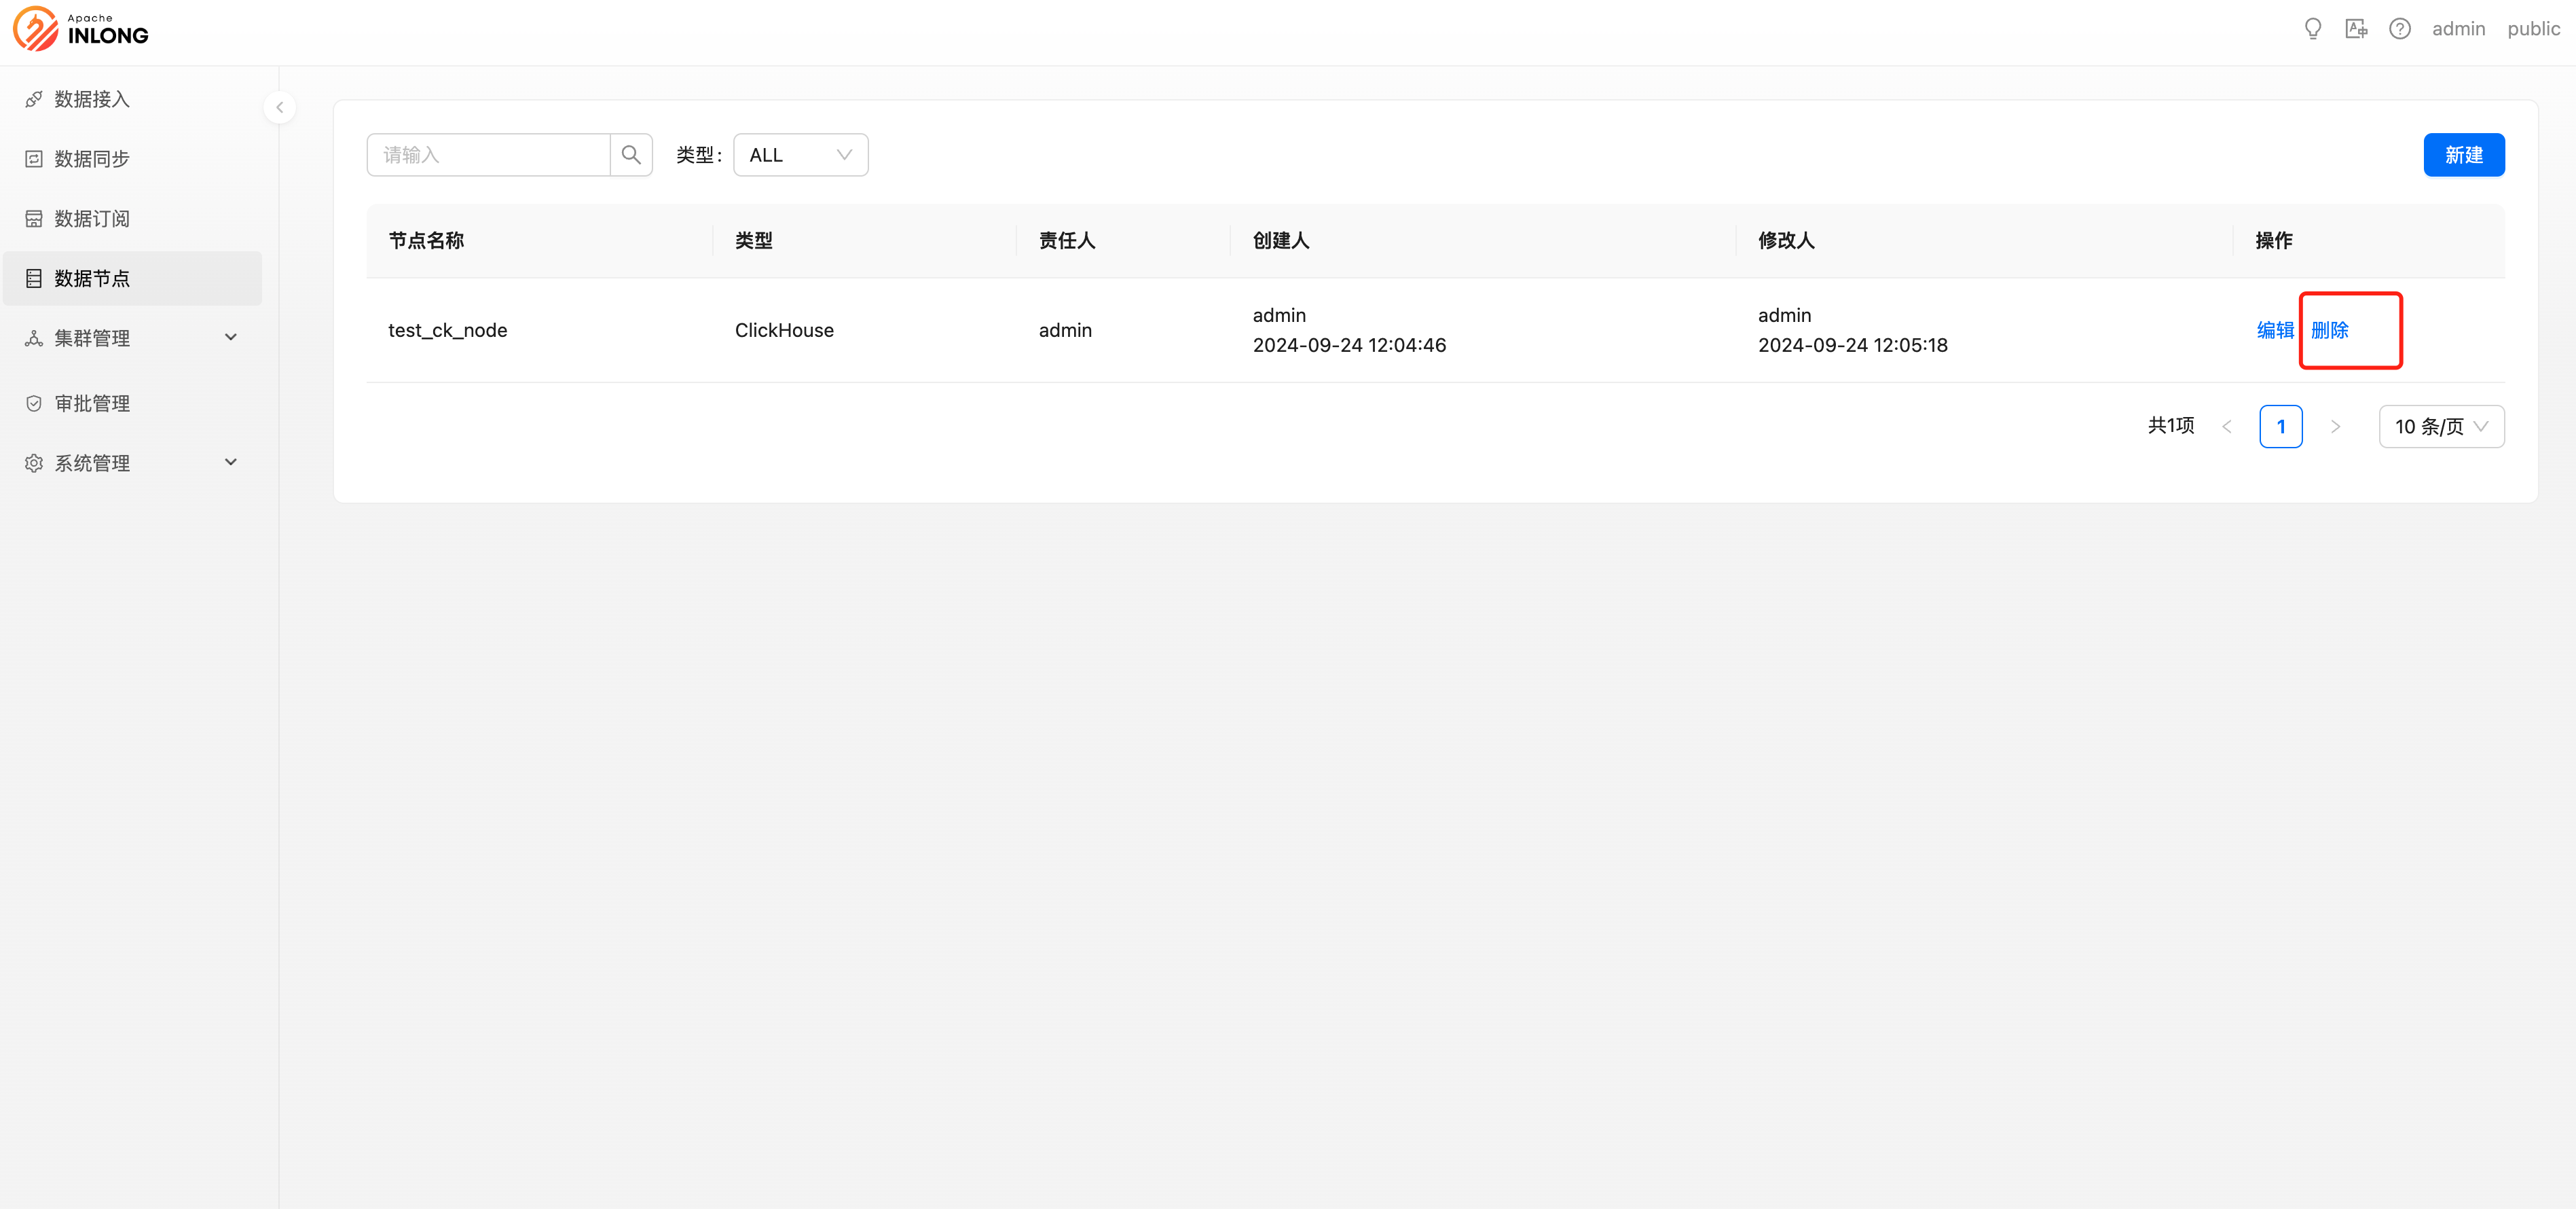 Apache
INLONG
admin public
数据接入
数据同步
数据订阅
数据节点
集群管理
审批管理
系统管理
请输入 类型: ALL 新建
节点名称 类型 责任人 创建人 修改人 操作
test_ck_node ClickHouse admin admin 2024-09-24 12:04:46 admin 2024-09-24 12:05:18 编辑 删除
共1项 < 1 > 10 条/页